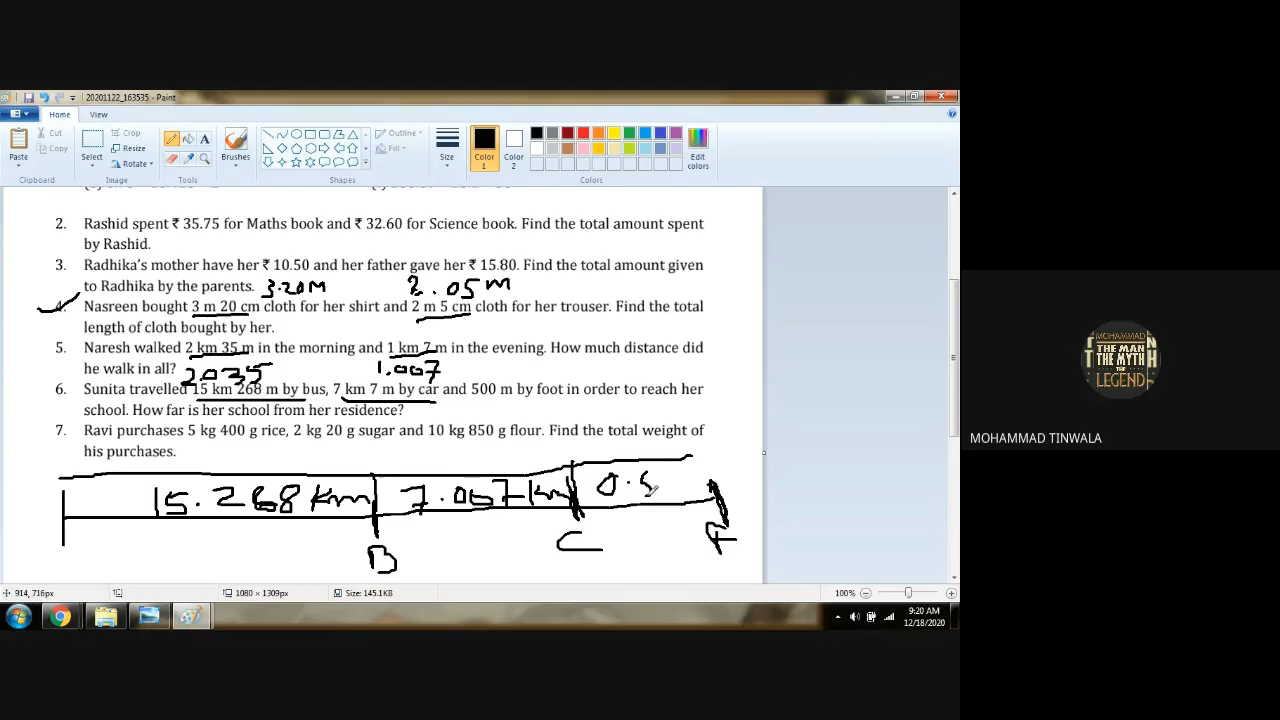 20201122_163535 - Paint
Home View
Paste Cut Copy Select Crop Resize Rotate A Brushes Outline Fill Size Color 1 Color 2 Edit colors
Clipboard Image Tools Shapes Colors
2. Rashid spent ₹ 35.75 for Maths book and ₹ 32.60 for Science book. Find the total amount spent
by Rashid.
3. Radhika's mother have her ₹ 10.50 and her father gave her ₹ 15.80. Find the total amount given
to Radhika by the parents. 3.20M 2.05 m
4. Nasreen bought 3 m 20 cm cloth for her shirt and 2 m 5 cm cloth for her trouser. Find the total
length of cloth bought by her.
5. Naresh walked 2 km 35 m in the morning and 1 km m in the evening. How much distance did
he walk in all? 2.035 1.007
6. Sunita travelled 15 km 268 m by bus, 7 km 7 m by car and 500 m by foot in order to reach her
school. How far is her school from her residence?
7. Ravi purchases 5 kg 400 g rice, 2 kg 20 g sugar and 10 kg 850 g flour. Find the total weight of
his purchases.
15.268 Km 7.007 km 0.5
B C
914, 716px 1080 × 1309px Size: 145.1KB 100%
9:20 AM
12/18/2020
MOHAMMAD
THE MAN
THE MYTH
THE
LEGEND
MOHAMMAD TINWALA